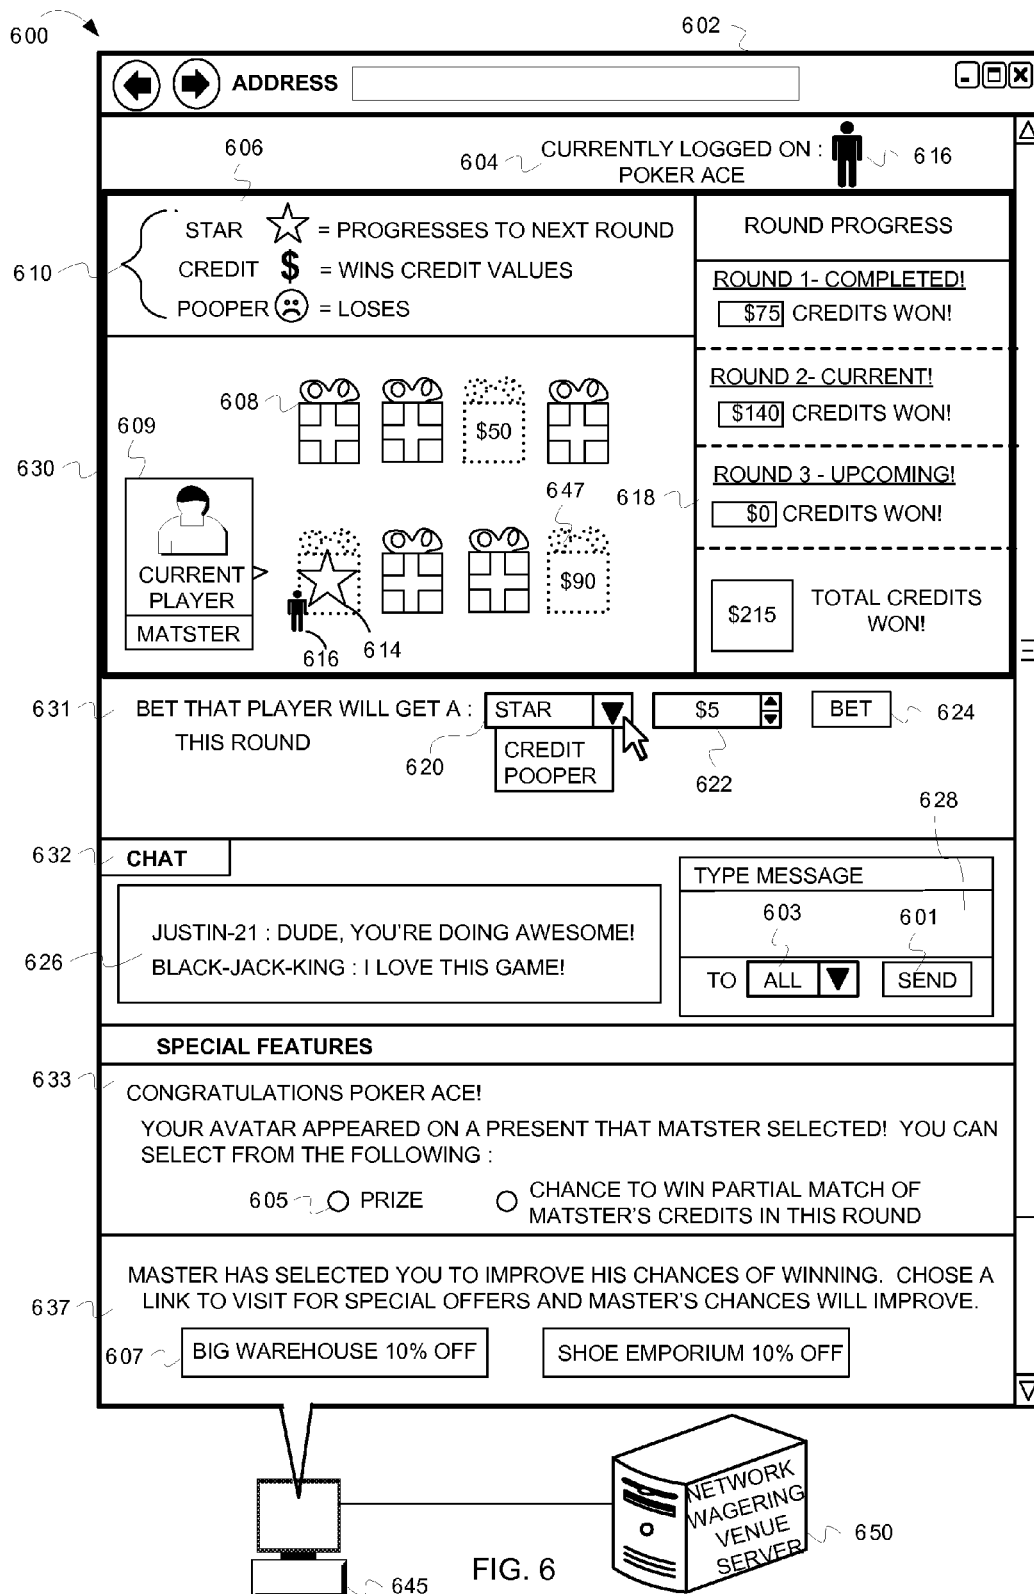 600
602
ADDRESS
606
604
CURRENTLY LOGGED ON :
POKER ACE
616
610
STAR = PROGRESSES TO NEXT ROUND
CREDIT $ = WINS CREDIT VALUES
POOPER = LOSES
ROUND PROGRESS
ROUND 1- COMPLETED!
$75 CREDITS WON!
ROUND 2- CURRENT!
$140 CREDITS WON!
618
ROUND 3 - UPCOMING!
$0 CREDITS WON!
$215
TOTAL CREDITS
WON!
608
$50
609
630
647
CURRENT
PLAYER
MATSTER
$90
616
614
631
BET THAT PLAYER WILL GET A :
THIS ROUND
STAR
$5
BET
624
620
CREDIT
POOPER
622
628
632
CHAT
TYPE MESSAGE
603
601
626
JUSTIN-21 : DUDE, YOU'RE DOING AWESOME!
BLACK-JACK-KING : I LOVE THIS GAME!
TO ALL
SEND
SPECIAL FEATURES
633
CONGRATULATIONS POKER ACE!
YOUR AVATAR APPEARED ON A PRESENT THAT MATSTER SELECTED! YOU CAN
SELECT FROM THE FOLLOWING :
605
PRIZE
CHANCE TO WIN PARTIAL MATCH OF
MATSTER'S CREDITS IN THIS ROUND
637
MASTER HAS SELECTED YOU TO IMPROVE HIS CHANCES OF WINNING. CHOSE A
LINK TO VISIT FOR SPECIAL OFFERS AND MASTER'S CHANCES WILL IMPROVE.
607
BIG WAREHOUSE 10% OFF
SHOE EMPORIUM 10% OFF
NETWORK
WAGERING
VENUE
SERVER
650
FIG. 6
645